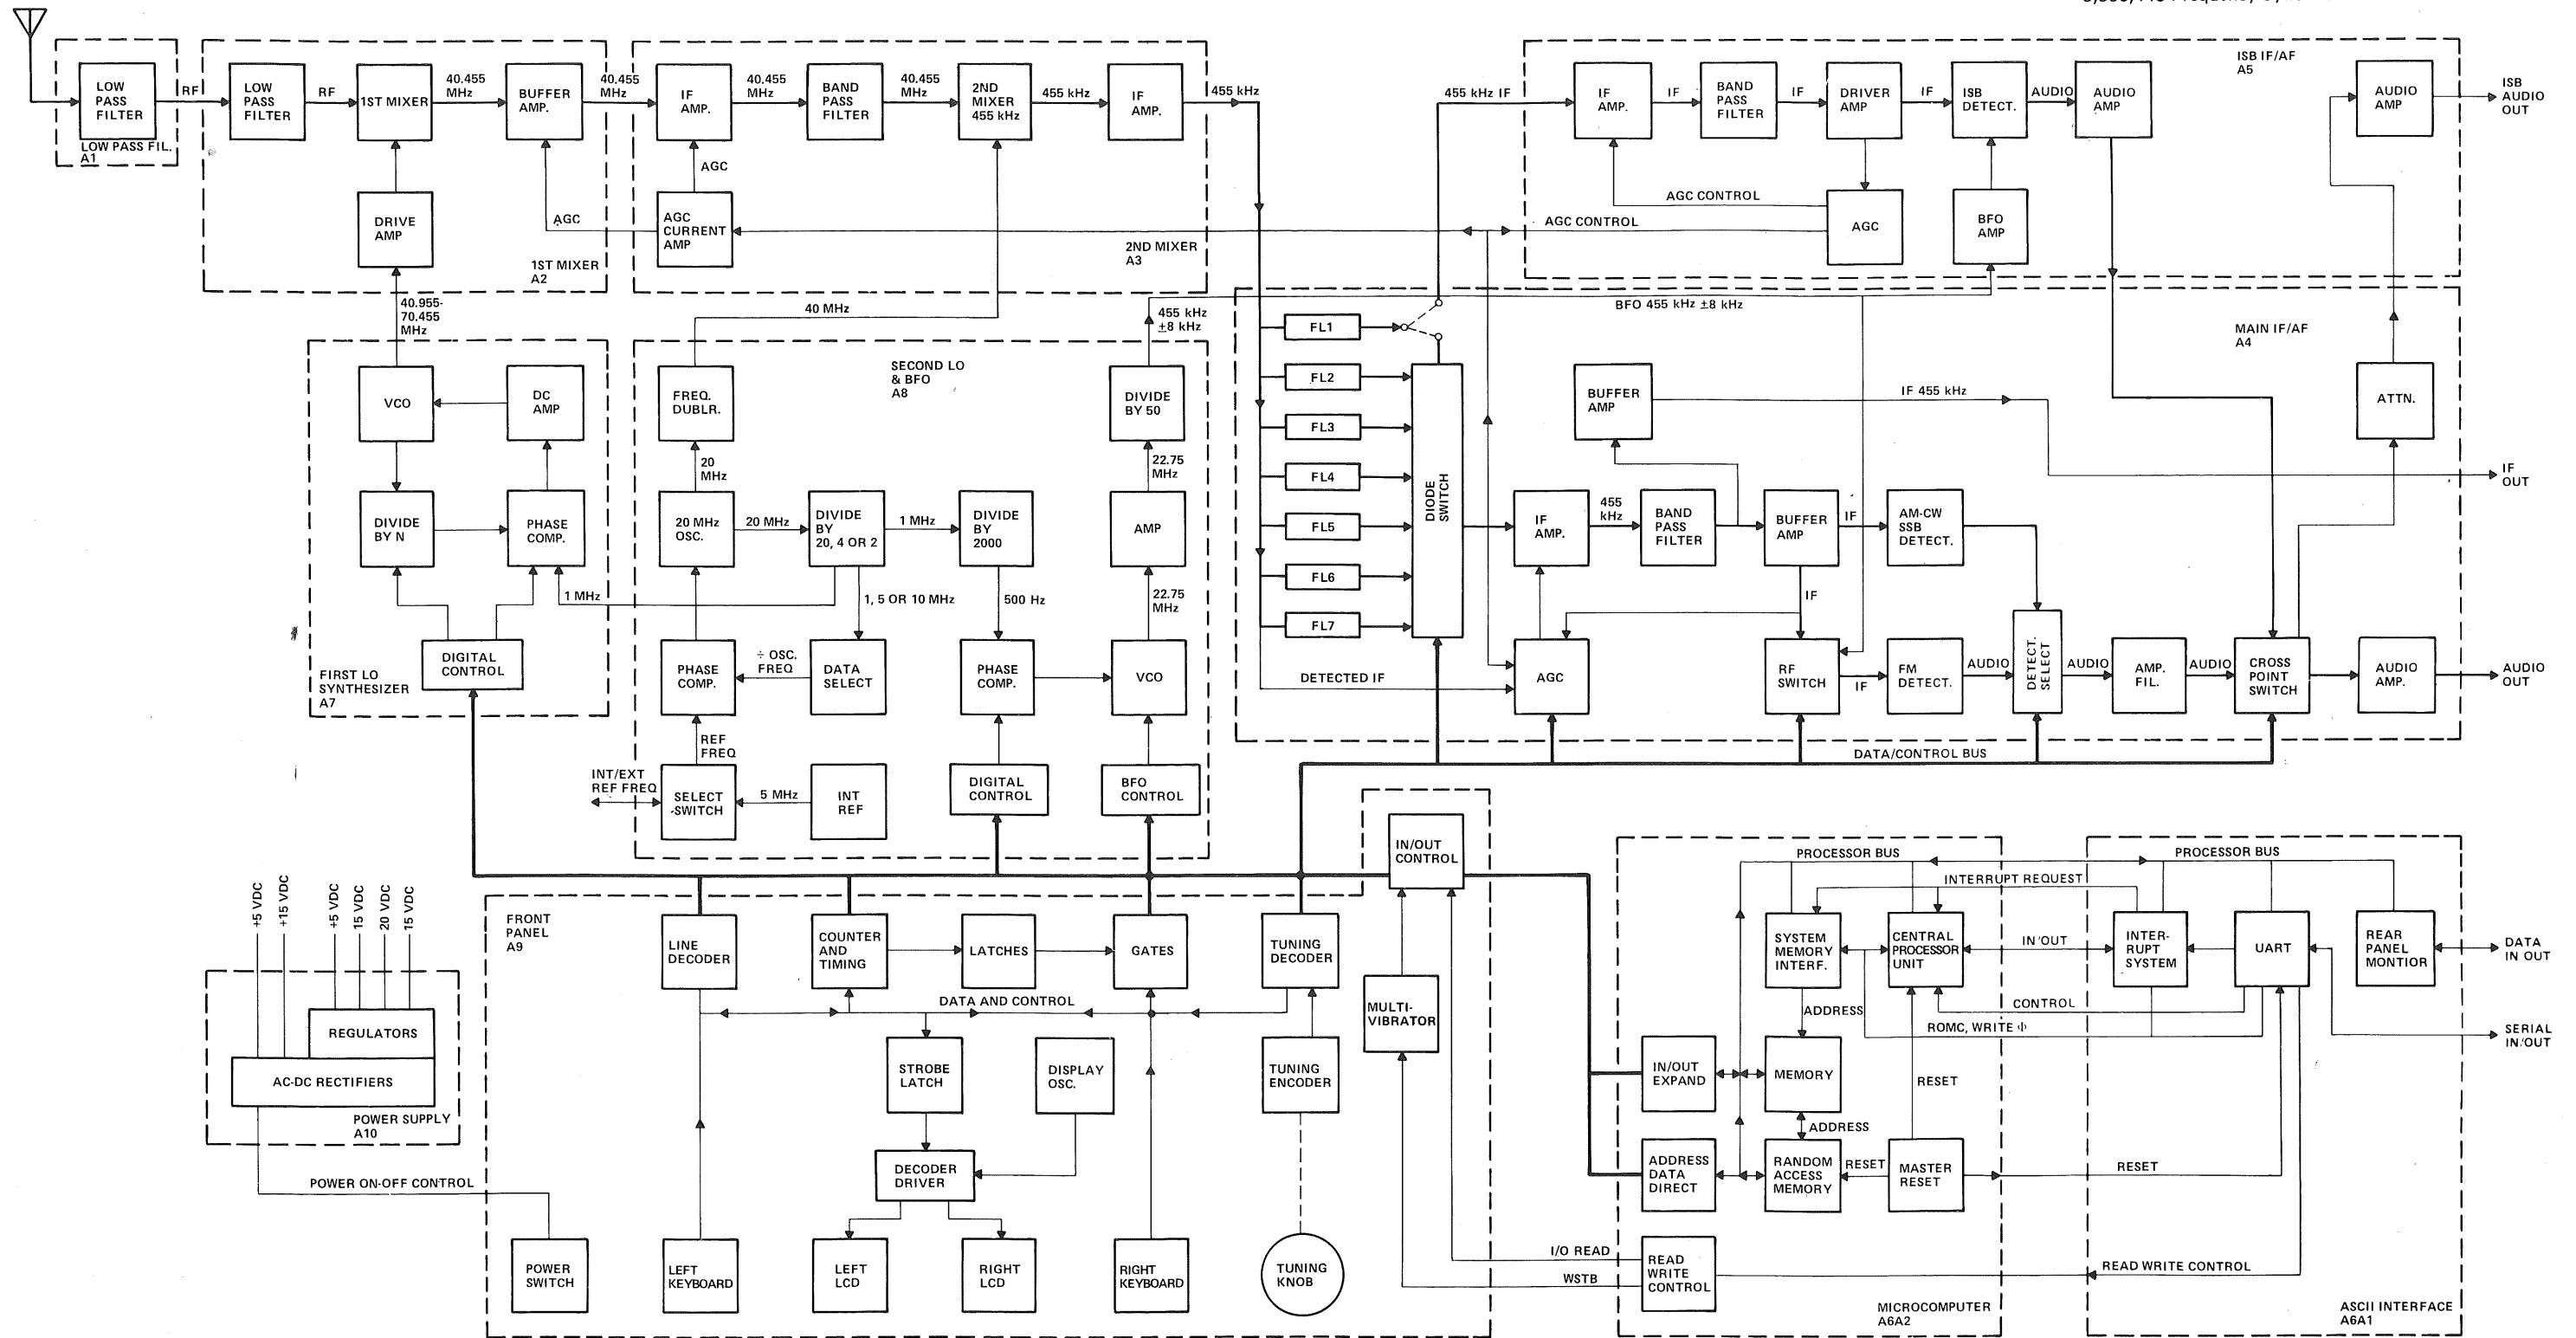 LOW
PASS
FILTER
LOW PASS FIL.
A1
RF
LOW
PASS
FILTER
RF
1ST MIXER
40.455
MHz
BUFFER
AMP.
40.455
MHz
DRIVE
AMP
AGC
1ST MIXER
A2
IF
AMP.
40.455
MHz
BAND
PASS
FILTER
40.455
MHz
2ND
MIXER
455 kHz
455 kHz
IF
AMP.
455 kHz
AGC
AGC
CURRENT
AMP
2ND MIXER
A3
455 kHz IF
IF
AMP.
IF
BAND
PASS
FILTER
IF
DRIVER
AMP
IF
ISB
DETECT.
AUDIO
AUDIO
AMP
ISB IF/AF
A5
AUDIO
AMP
ISB
AUDIO
OUT
AGC CONTROL
AGC CONTROL
AGC
BFO
AMP
40.955-
70.455
MHz
VCO
DC
AMP
DIVIDE
BY N
PHASE
COMP.
1 MHz
DIGITAL
CONTROL
FIRST LO
SYNTHESIZER
A7
40 MHz
455 kHz
±8 kHz
SECOND LO
& BFO
A8
FREQ.
DUBLR.
DIVIDE
BY 50
20
MHz
22.75
MHz
20 MHz
OSC.
20 MHz
DIVIDE
BY
20, 4 OR 2
1 MHz
DIVIDE
BY
2000
AMP
1, 5 OR 10 MHz
500 Hz
22.75
MHz
PHASE
COMP.
÷ OSC.
FREQ
DATA
SELECT
PHASE
COMP.
VCO
REF
FREQ
INT/EXT
REF FREQ
SELECT
SWITCH
5 MHz
INT
REF
DIGITAL
CONTROL
BFO
CONTROL
BFO 455 kHz ±8 kHz
MAIN IF/AF
A4
FL1
FL2
FL3
FL4
FL5
FL6
FL7
DIODE
SWITCH
BUFFER
AMP
IF 455 kHz
ATTN.
IF
OUT
IF
AMP.
455
kHz
BAND
PASS
FILTER
BUFFER
AMP
IF
AM-CW
SSB
DETECT.
IF
DETECTED IF
AGC
RF
SWITCH
IF
FM
DETECT.
AUDIO
DETECT.
SELECT
AUDIO
AMP.
FIL.
AUDIO
CROSS
POINT
SWITCH
AUDIO
AMP.
AUDIO
OUT
DATA/CONTROL BUS
+5 VDC
+15 VDC
+5 VDC
15 VDC
20 VDC
15 VDC
REGULATORS
AC-DC RECTIFIERS
POWER SUPPLY
A10
POWER ON-OFF CONTROL
FRONT
PANEL
A9
LINE
DECODER
COUNTER
AND
TIMING
LATCHES
GATES
TUNING
DECODER
DATA AND CONTROL
STROBE
LATCH
DISPLAY
OSC.
TUNING
ENCODER
DECODER
DRIVER
POWER
SWITCH
LEFT
KEYBOARD
LEFT
LCD
RIGHT
LCD
RIGHT
KEYBOARD
TUNING
KNOB
IN/OUT
CONTROL
MULTI-
VIBRATOR
I/O READ
WSTB
PROCESSOR BUS
INTERRUPT REQUEST
SYSTEM
MEMORY
INTERF.
CENTRAL
PROCESSOR
UNIT
IN/OUT
ADDRESS
CONTROL
ROMC, WRITE Φ
IN/OUT
EXPAND
MEMORY
RESET
ADDRESS
ADDRESS
DATA
DIRECT
RANDOM
ACCESS
MEMORY
RESET
MASTER
RESET
RESET
READ
WRITE
CONTROL
READ WRITE CONTROL
MICROCOMPUTER
A6A2
PROCESSOR BUS
INTER-
RUPT
SYSTEM
UART
REAR
PANEL
MONTIOR
DATA
IN OUT
SERIAL
IN/OUT
ASCII INTERFACE
A6A1